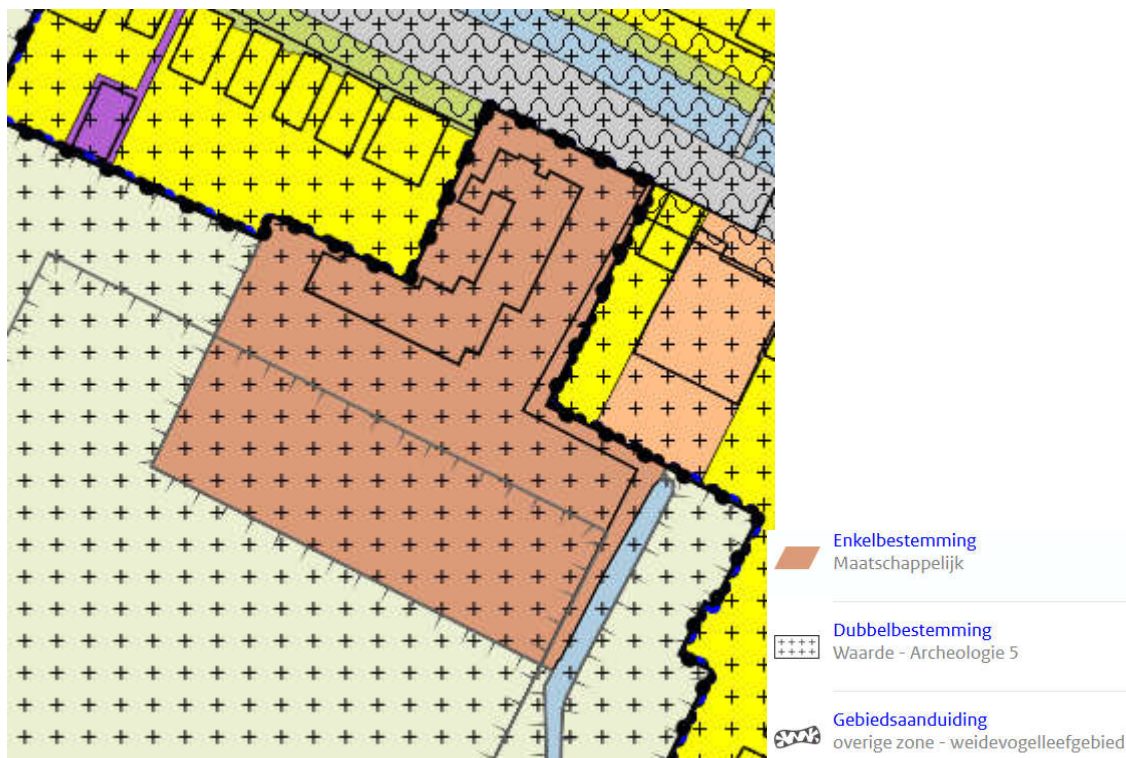 Enkelbestemming
Maatschappelijk
Dubbelbestemming
Waarde - Archeologie 5
Gebiedsaanduiding
overige zone - weidevogelleefgebied